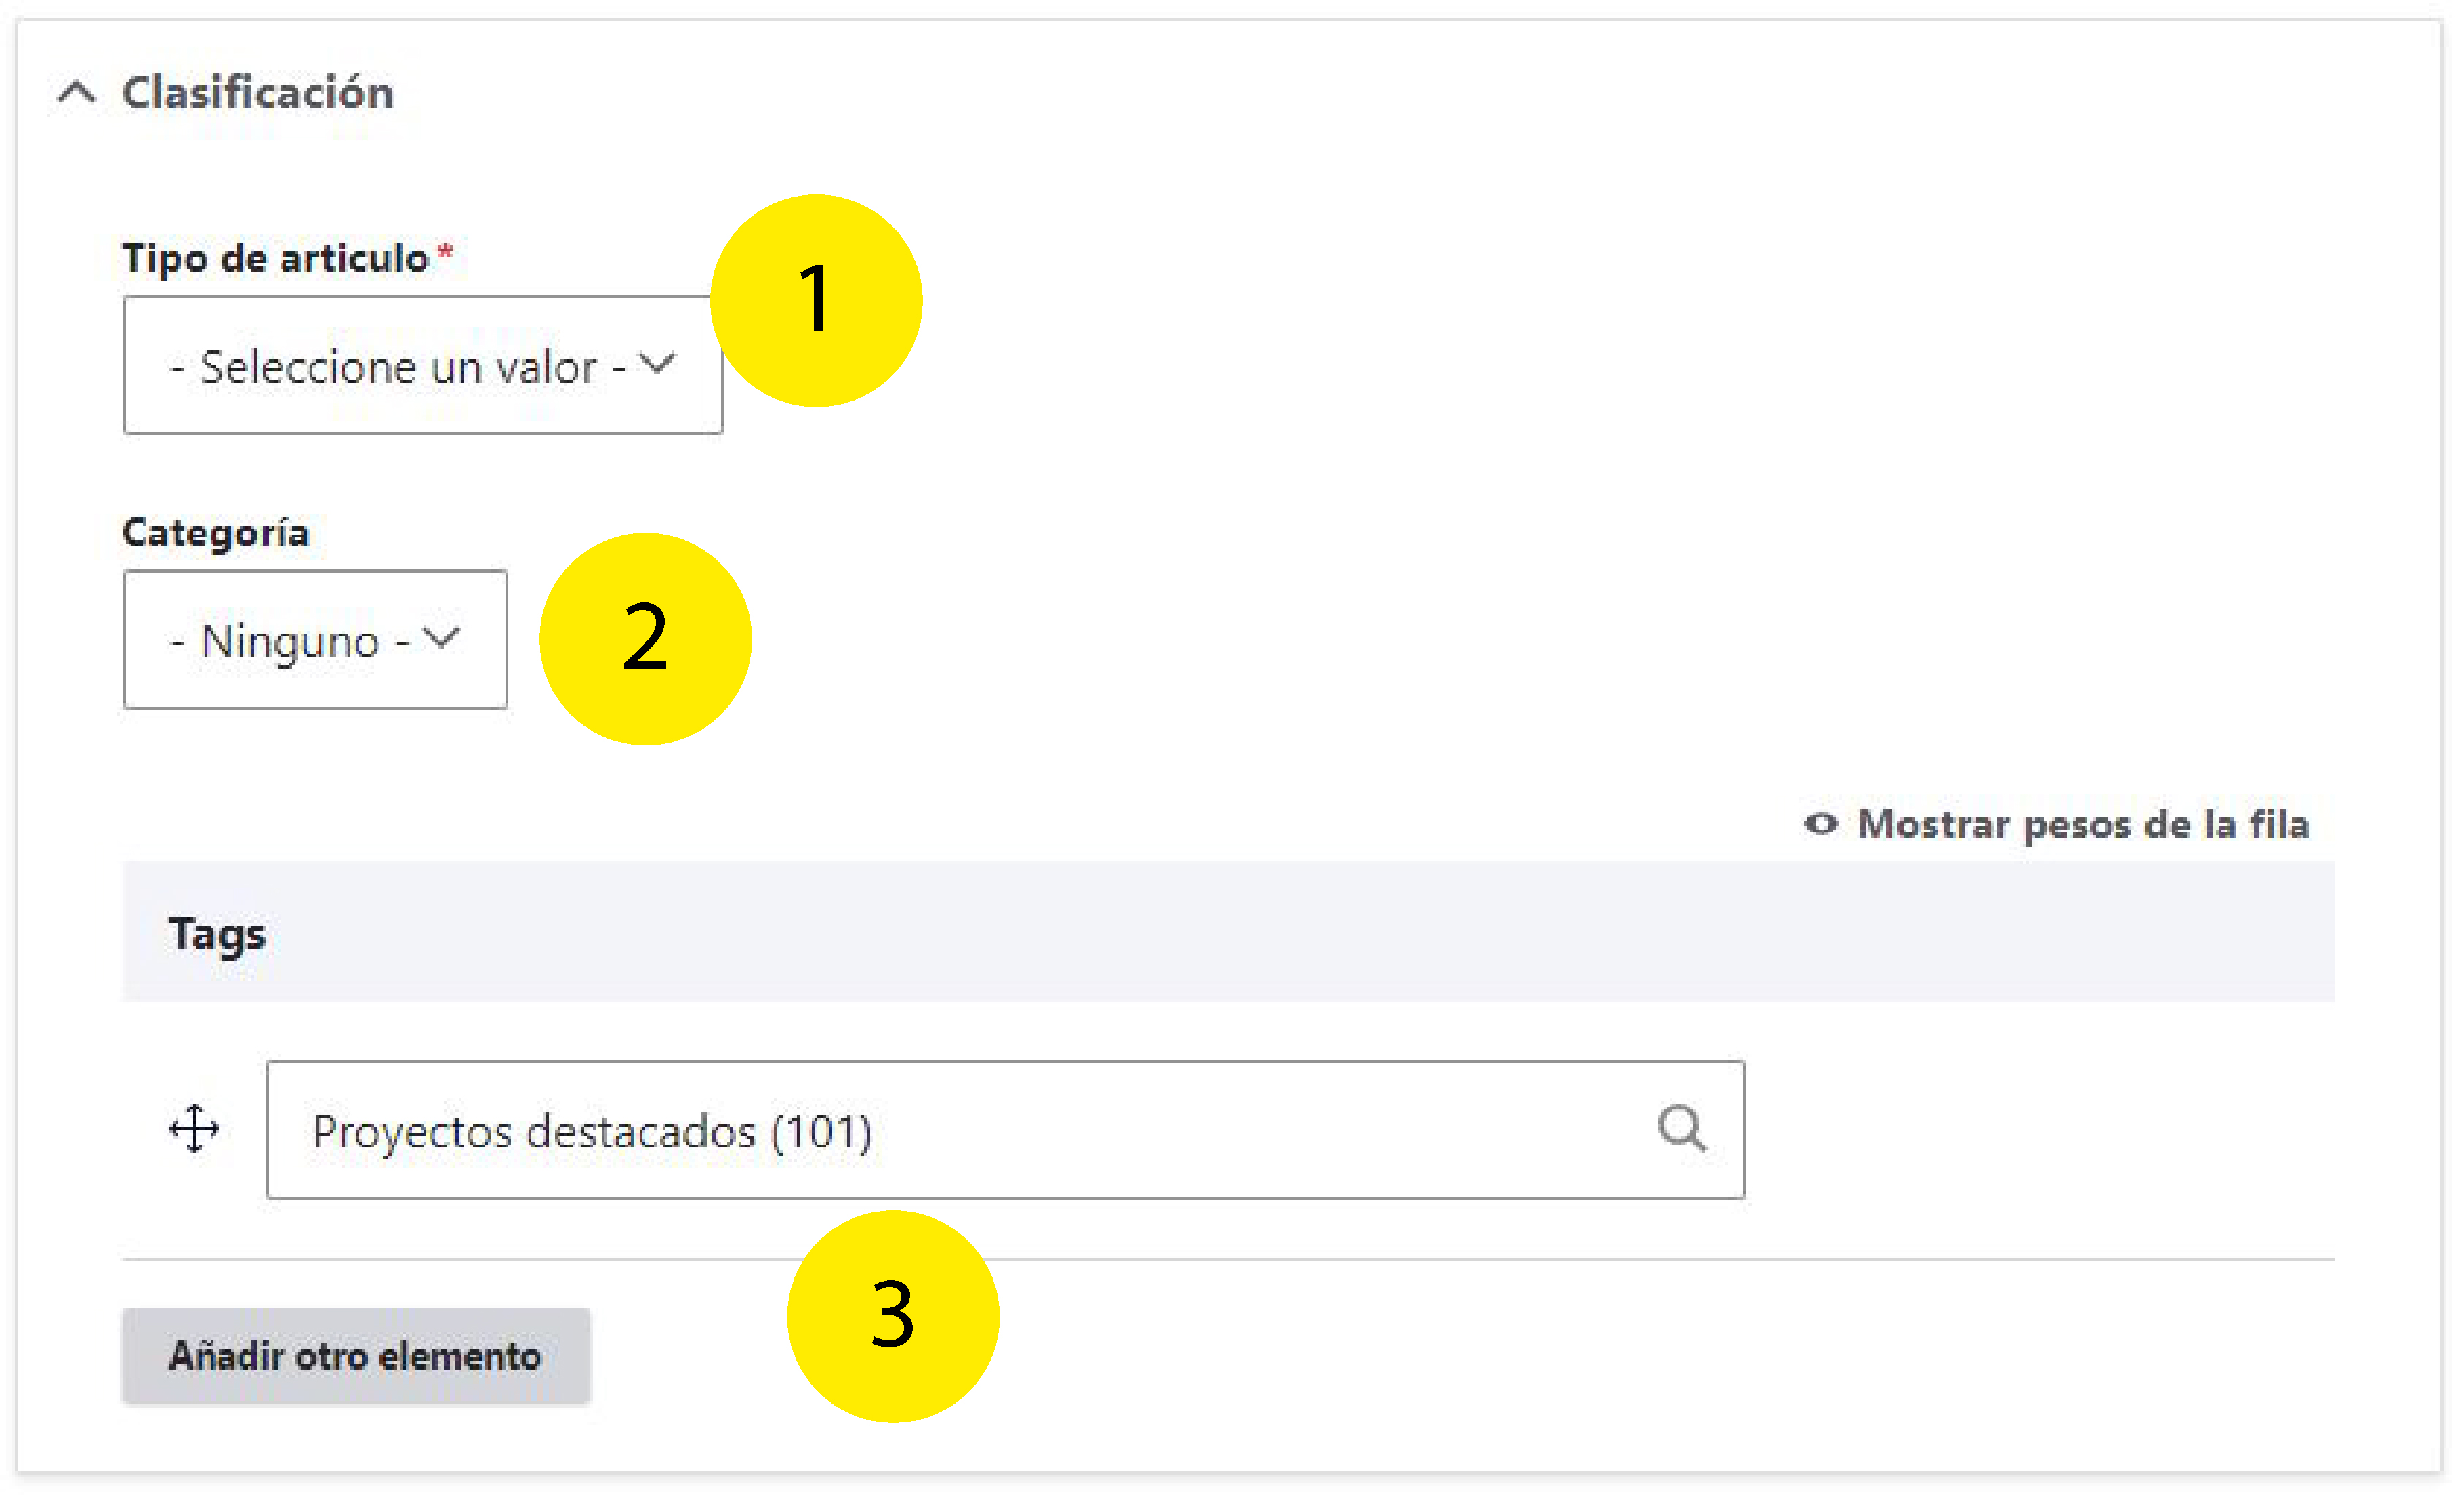 Clasificación
Tipo de articulo*
1
- Seleccione un valor -
Categoría
2
- Ninguno -
Mostrar pesos de la fila
Tags
Proyectos destacados (101)
3
Añadir otro elemento